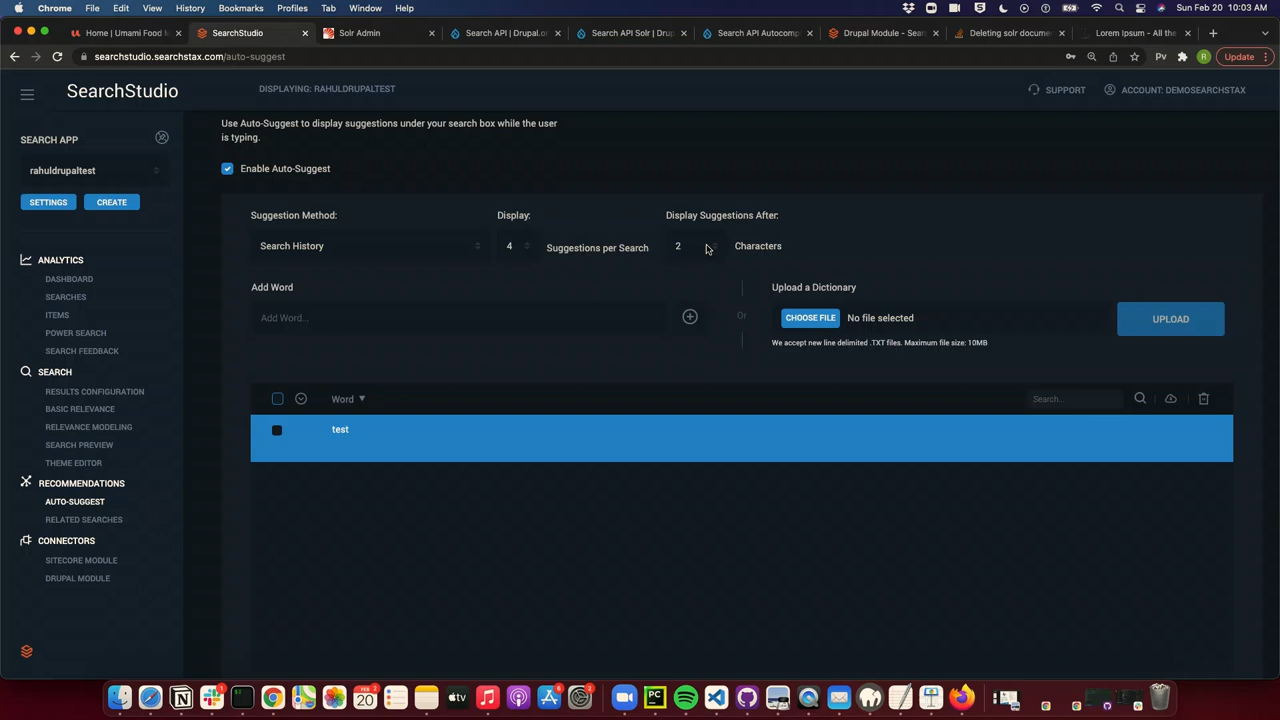 Chrome File Edit View History Bookmarks Profiles Tab Window Help Sun Feb 20 10:03 AM
Home | Umami Food M SearchStudio Solr Admin Search API | Drupal.or Search API Solr | Drup Search API Autocomp Drupal Module - Sear Deleting solr docume Lorem Ipsum - All the
searchstudio.searchstax.com/auto-suggest R Update
SearchStudio DISPLAYING: RAHULDRUPALTEST SUPPORT ACCOUNT: DEMOSEARCHSTAX
Use Auto-Suggest to display suggestions under your search box while the user
is typing.
Enable Auto-Suggest
SEARCH APP
rahuldrupaltest
SETTINGS CREATE
ANALYTICS
DASHBOARD
SEARCHES
ITEMS
POWER SEARCH
SEARCH FEEDBACK
SEARCH
RESULTS CONFIGURATION
BASIC RELEVANCE
RELEVANCE MODELING
SEARCH PREVIEW
THEME EDITOR
RECOMMENDATIONS
AUTO-SUGGEST
RELATED SEARCHES
CONNECTORS
SITECORE MODULE
DRUPAL MODULE
Suggestion Method: Display: Display Suggestions After:
Search History 4 Suggestions per Search 2 Characters
Add Word Upload a Dictionary
Add Word... Or CHOOSE FILE No file selected UPLOAD
We accept new line delimited .TXT files. Maximum file size: 10MB
Word Search...
test
FEB
20
PC